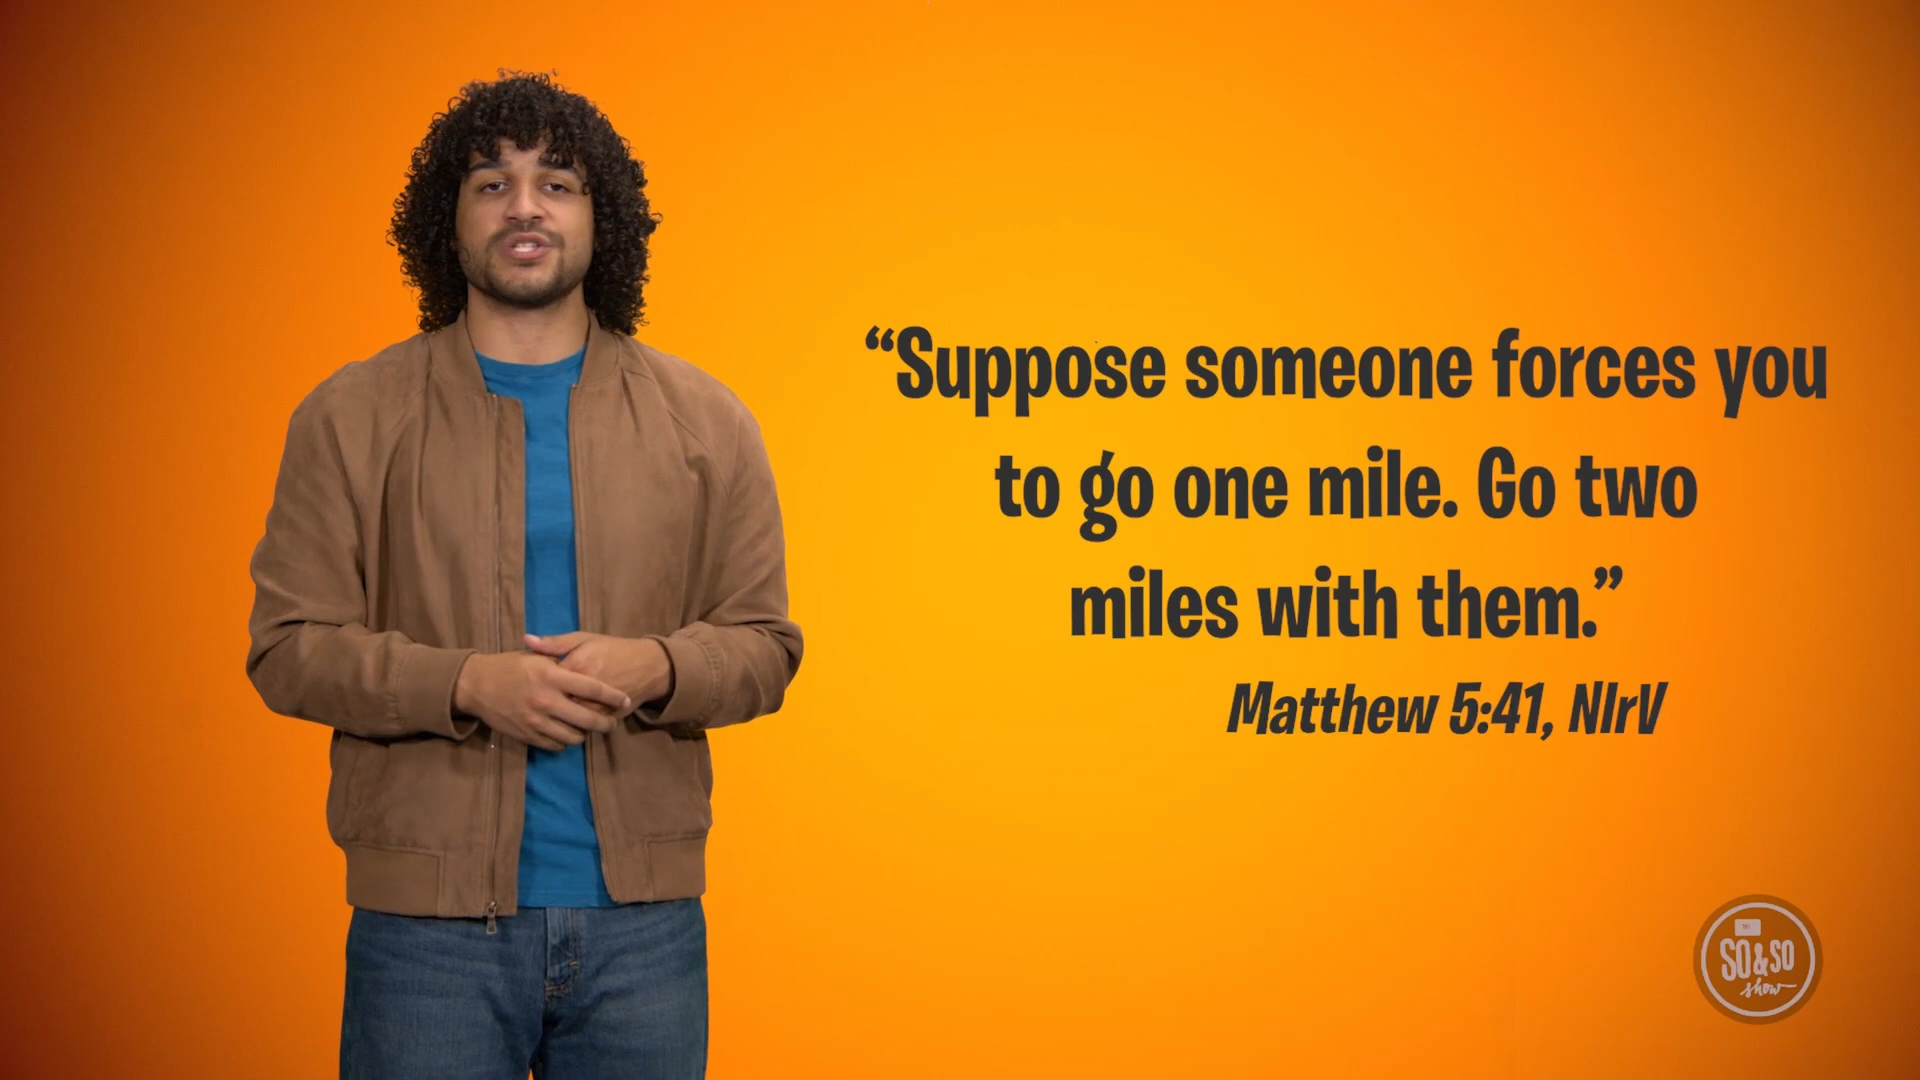 “Suppose someone forces you
to go one mile. Go two
miles with them.”
Matthew 5:41, NIrV
SO & SO
show